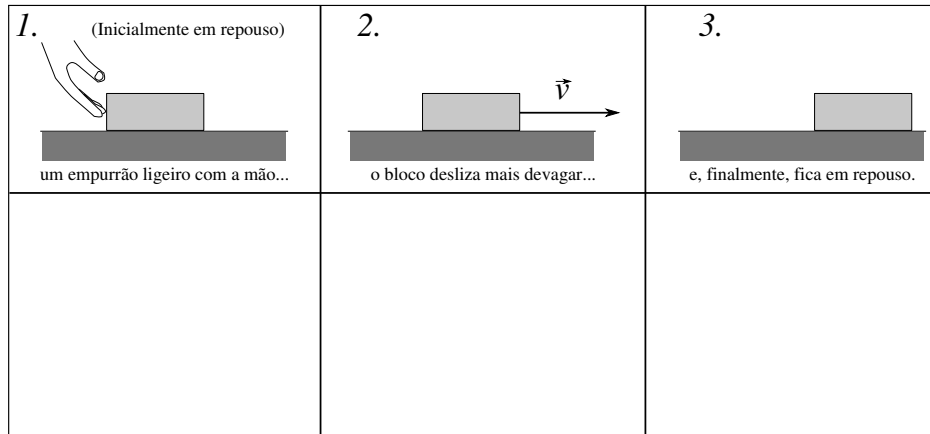 1.
(Inicialmente em repouso)
um empurrão ligeiro com a mão...
2.
v⃗
o bloco desliza mais devagar...
3.
e, finalmente, fica em repouso.